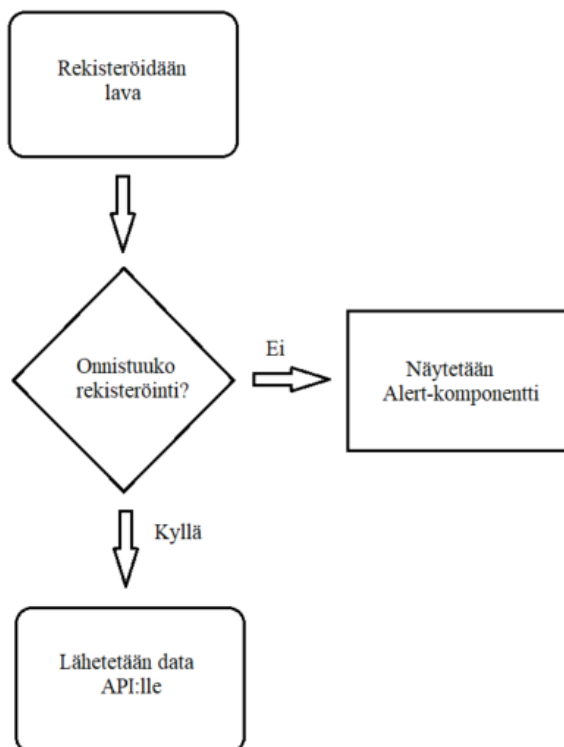 Rekisteröidään
lava
Onnistuuko
rekisteröinti?
Ei
Näytetään
Alert-komponentti
Kyllä
Lähetetään data
API:lle